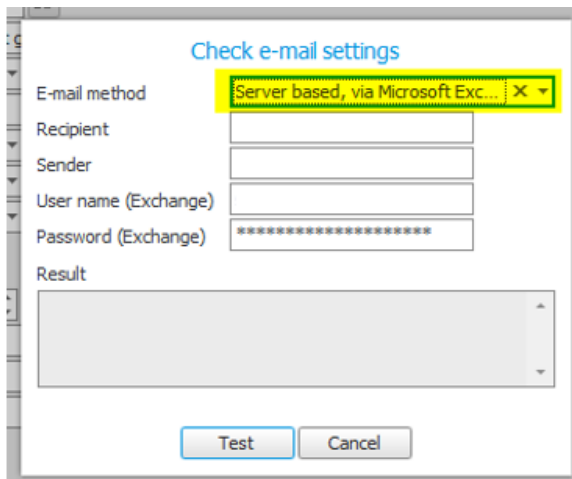 Check e-mail settings
E-mail method
Server based, via Microsoft Exc...
Recipient
Sender
User name (Exchange)
Password (Exchange)
********************
Result
Test
Cancel